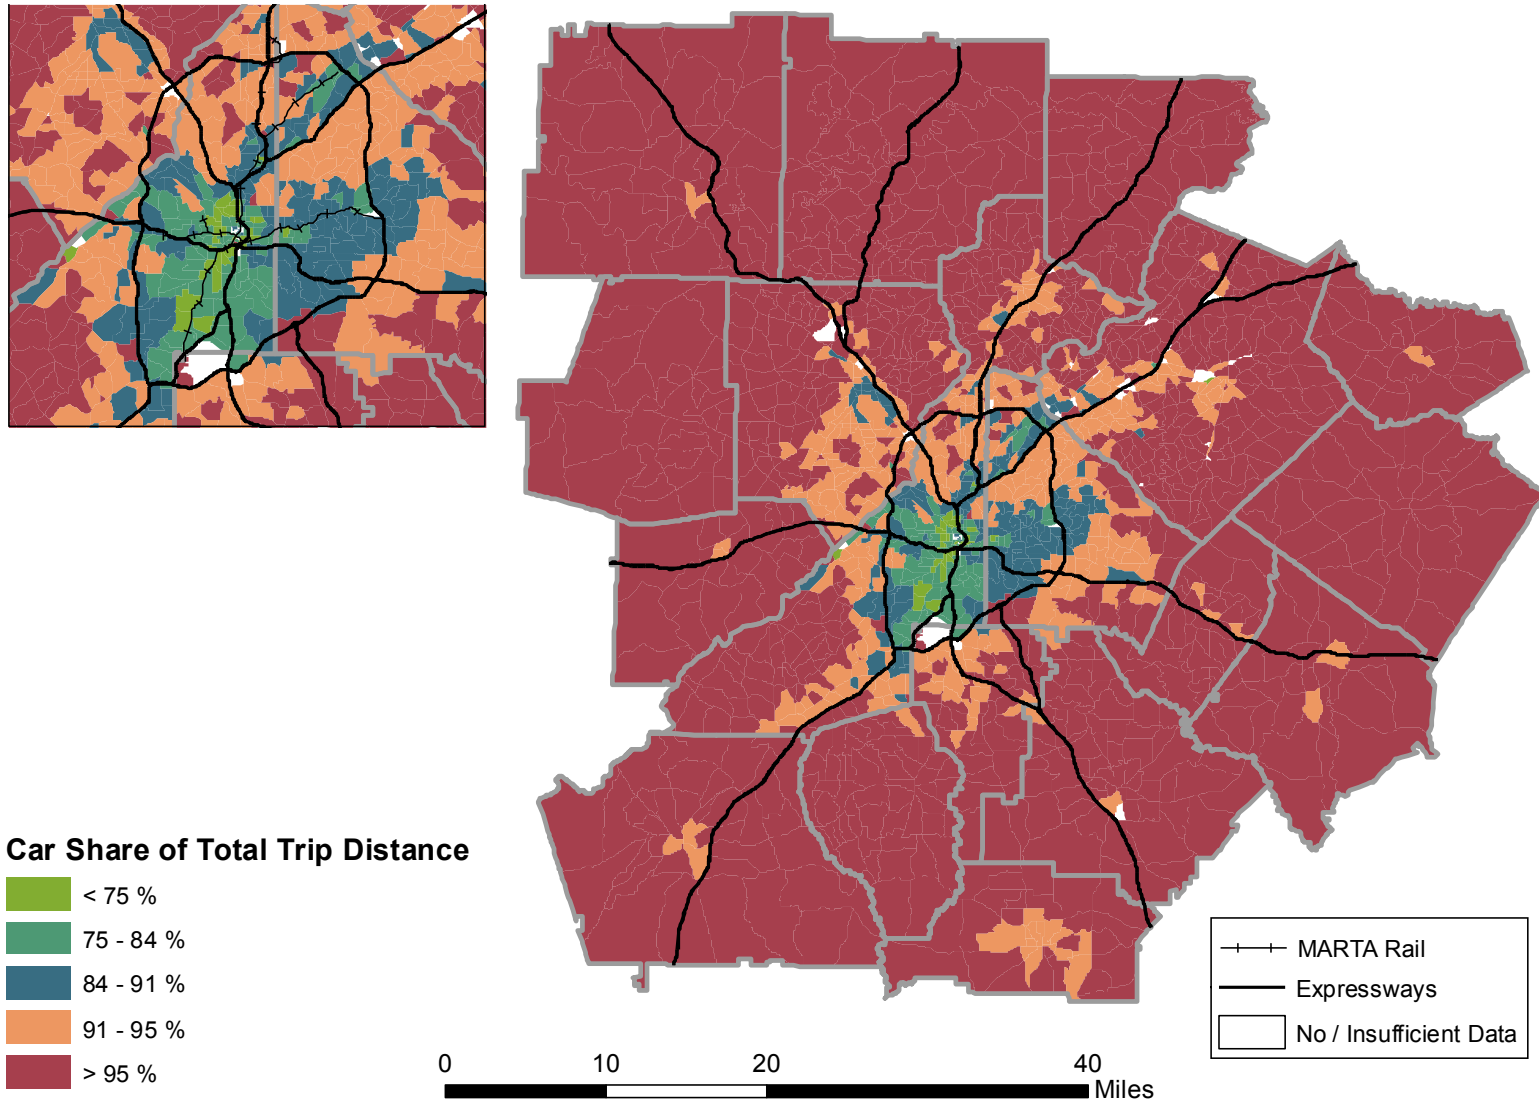 Car Share of Total Trip Distance
< 75 %
75 - 84 %
84 - 91 %
91 - 95 %
> 95 %
0 10 20 40 Miles
MARTA Rail
Expressways
No / Insufficient Data